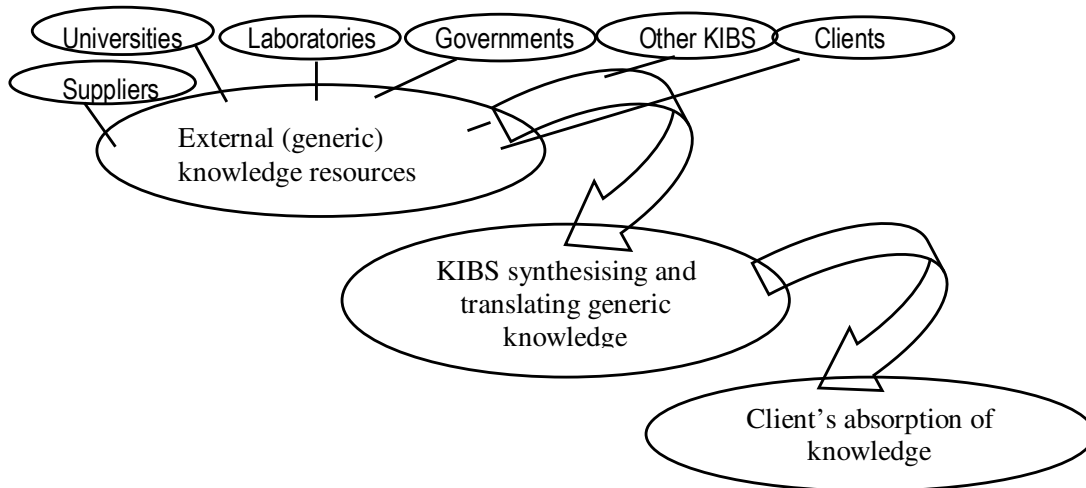 Universities
Laboratories
Governments
Other KIBS
Clients
Suppliers
External (generic)
knowledge resources
KIBS synthesising and
translating generic
knowledge
Client's absorption of
knowledge